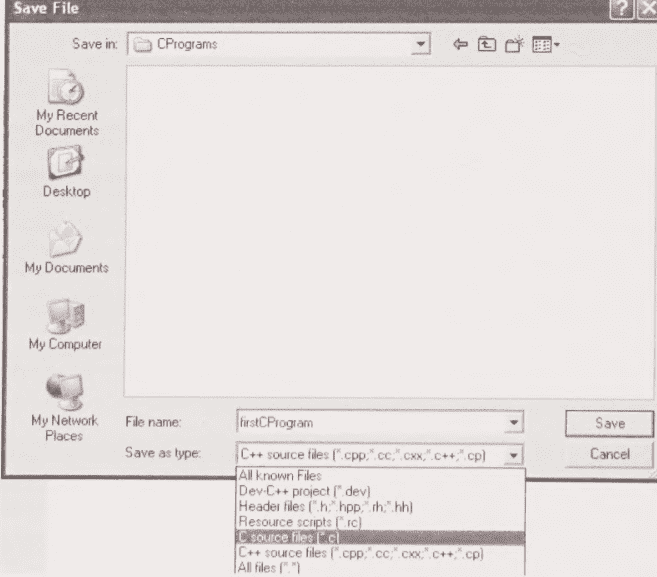 Save File
Save in: CPrograms
My Recent
Documents
Desktop
My Documents
My Computer
My Network
Places
File name: firstCProgram Save
Save as type: C++ source files (*.cpp;*.cc;*.cxx;*.c++;*.cp) Cancel
All known Files
Dev-C++ project (*.dev)
Header files (*.h;*.hpp;*.rh;*.hh)
Resource scripts (*.rc)
C source files (*.c)
C++ source files (*.cpp;*.cc;*.cxx;*.c++;*.cp)
All files (*.*)